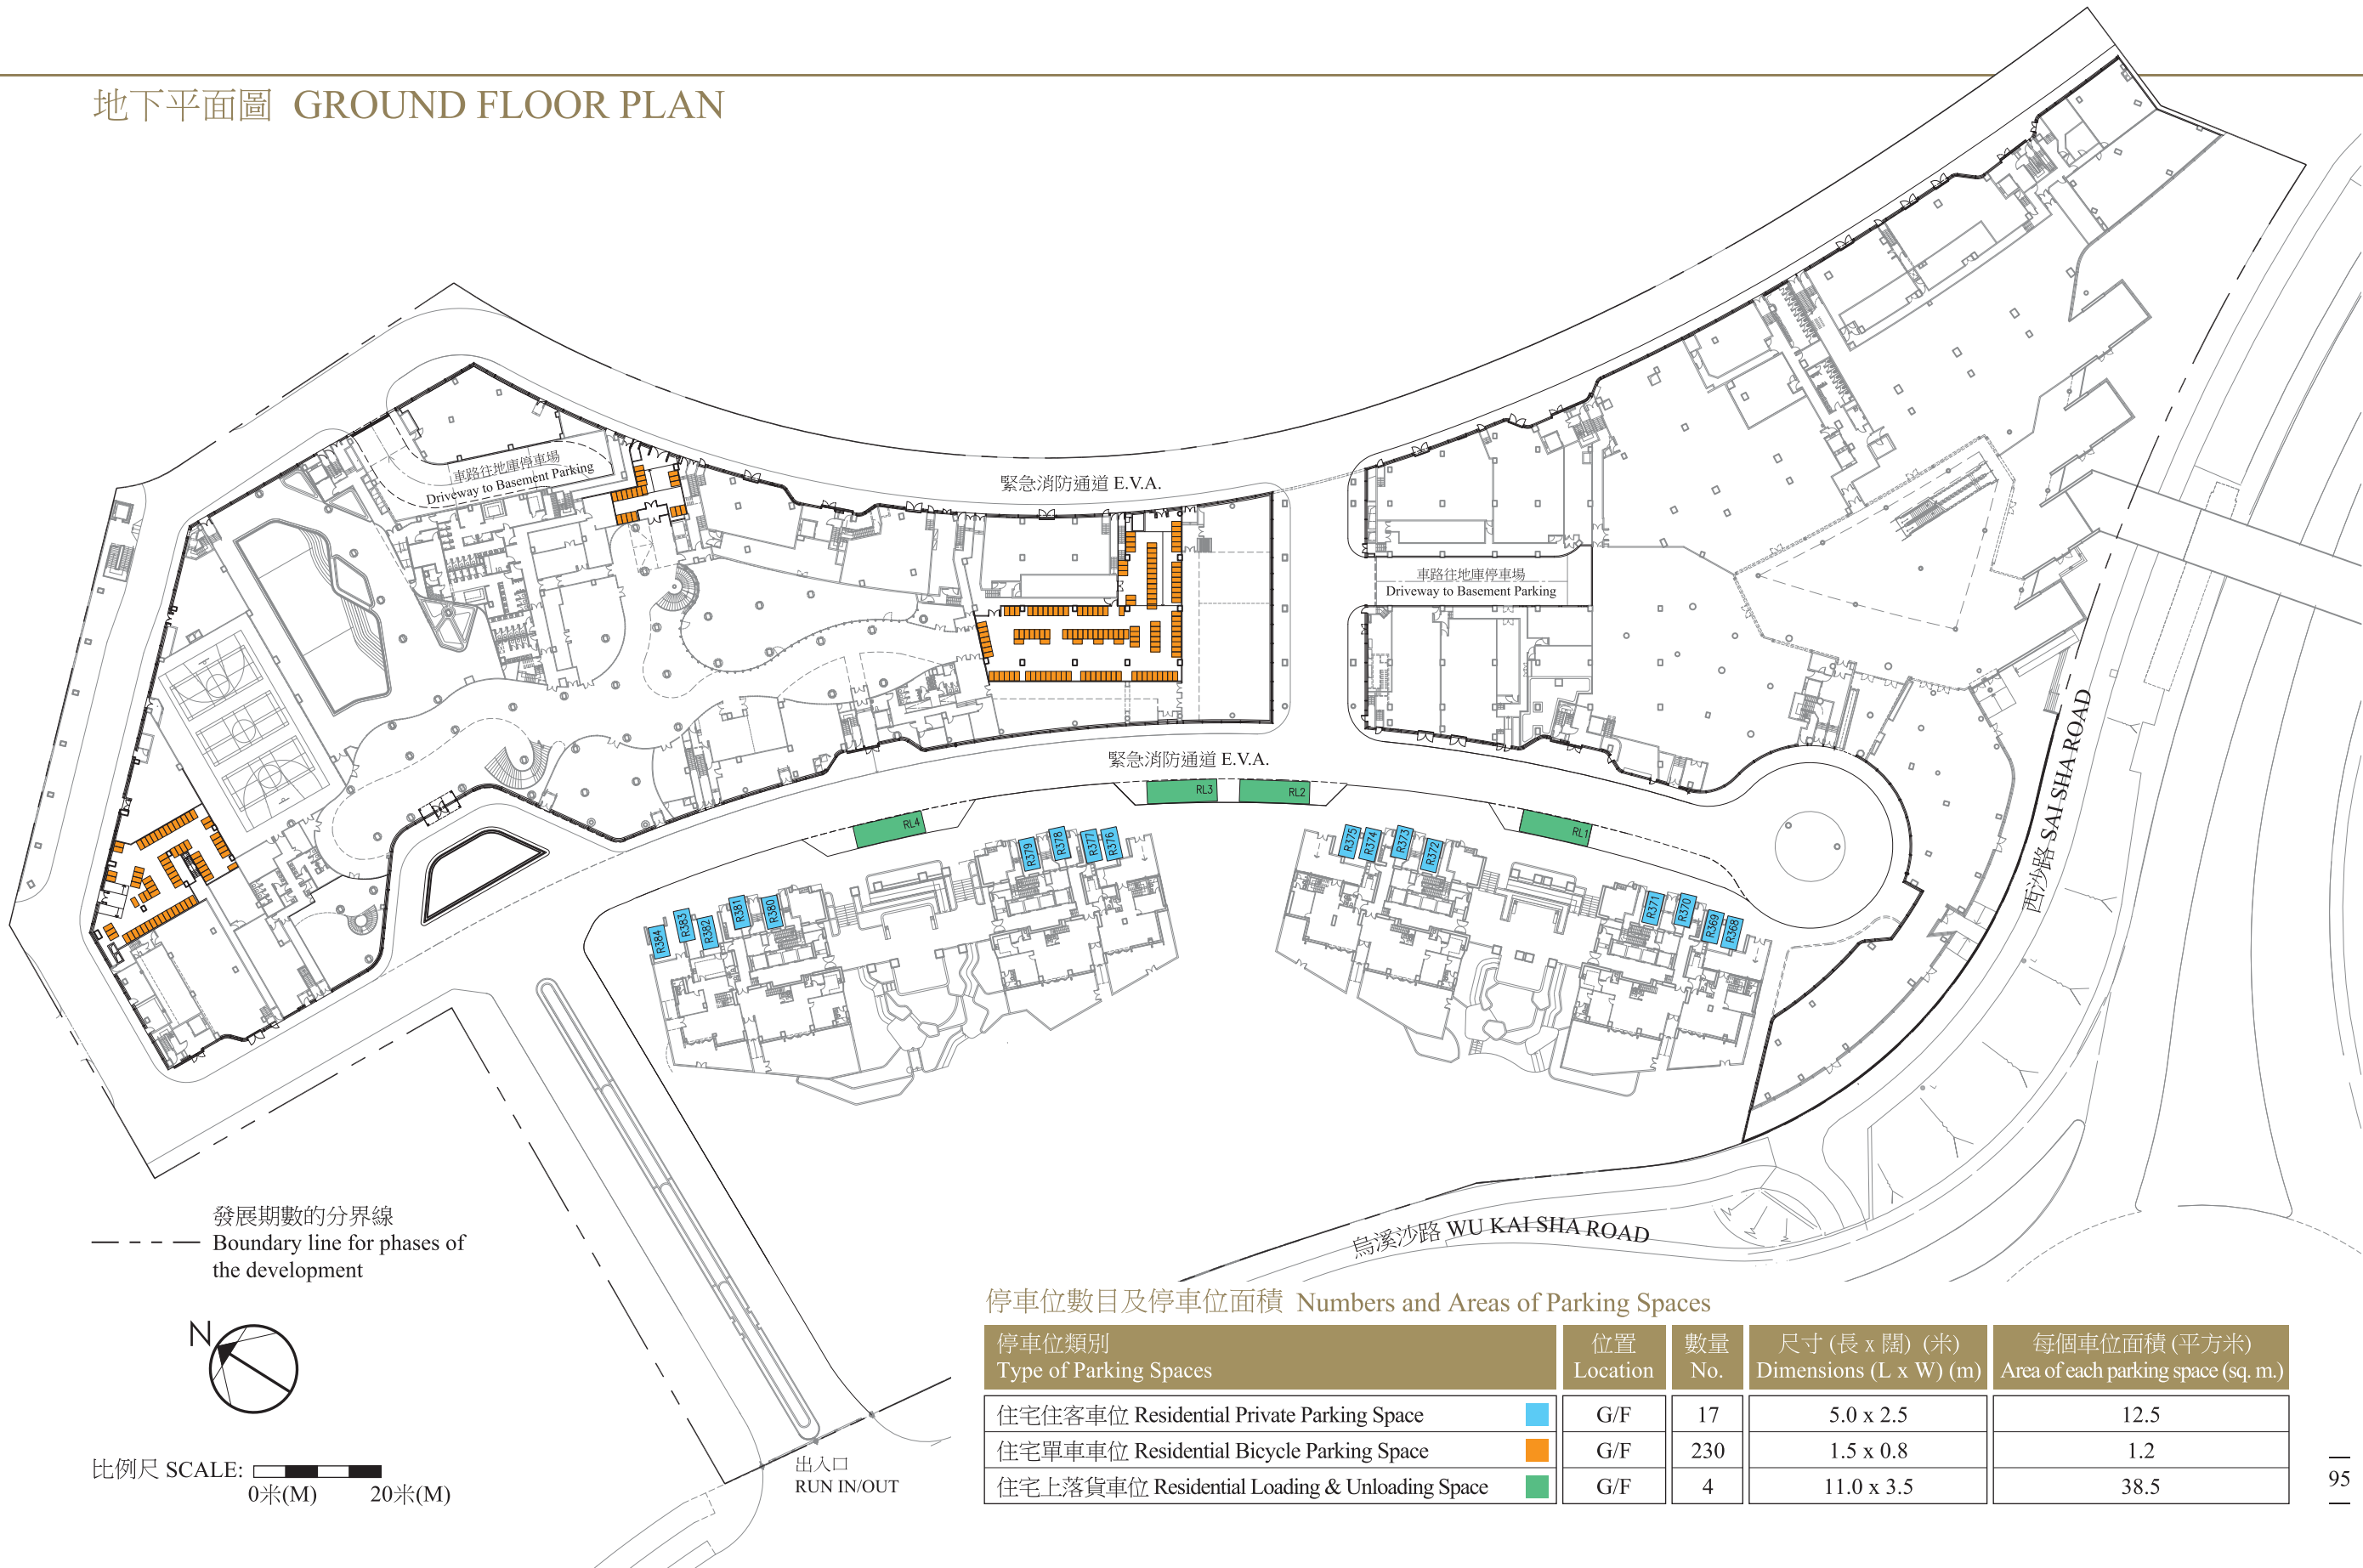 地下平面圖 GROUND FLOOR PLAN
車路往地庫停車場
Driveway to Basement Parking
緊急消防通道 E.V.A.
車路往地庫停車場
Driveway to Basement Parking
緊急消防通道 E.V.A.
西沙路 SAI SHA ROAD
RL3
RL2
RL4
RL1
R384
R383
R382
R381
R380
R379
R378
R377
R376
R375
R374
R373
R372
R371
R370
R369
R368
烏溪沙路 WU KAI SHA ROAD
發展期數的分界線
Boundary line for phases of
the development
N
比例尺 SCALE:
0米(M) 20米(M)
出入口
RUN IN/OUT
停車位數目及停車位面積 Numbers and Areas of Parking Spaces
停車位類別 位置 數量 尺寸 (長 x 闊) (米) 每個車位面積 (平方米)
Type of Parking Spaces Location No. Dimensions (L x W) (m) Area of each parking space (sq. m.)
住宅住客車位 Residential Private Parking Space G/F 17 5.0 x 2.5 12.5
住宅單車車位 Residential Bicycle Parking Space G/F 230 1.5 x 0.8 1.2
住宅上落貨車位 Residential Loading & Unloading Space G/F 4 11.0 x 3.5 38.5
95